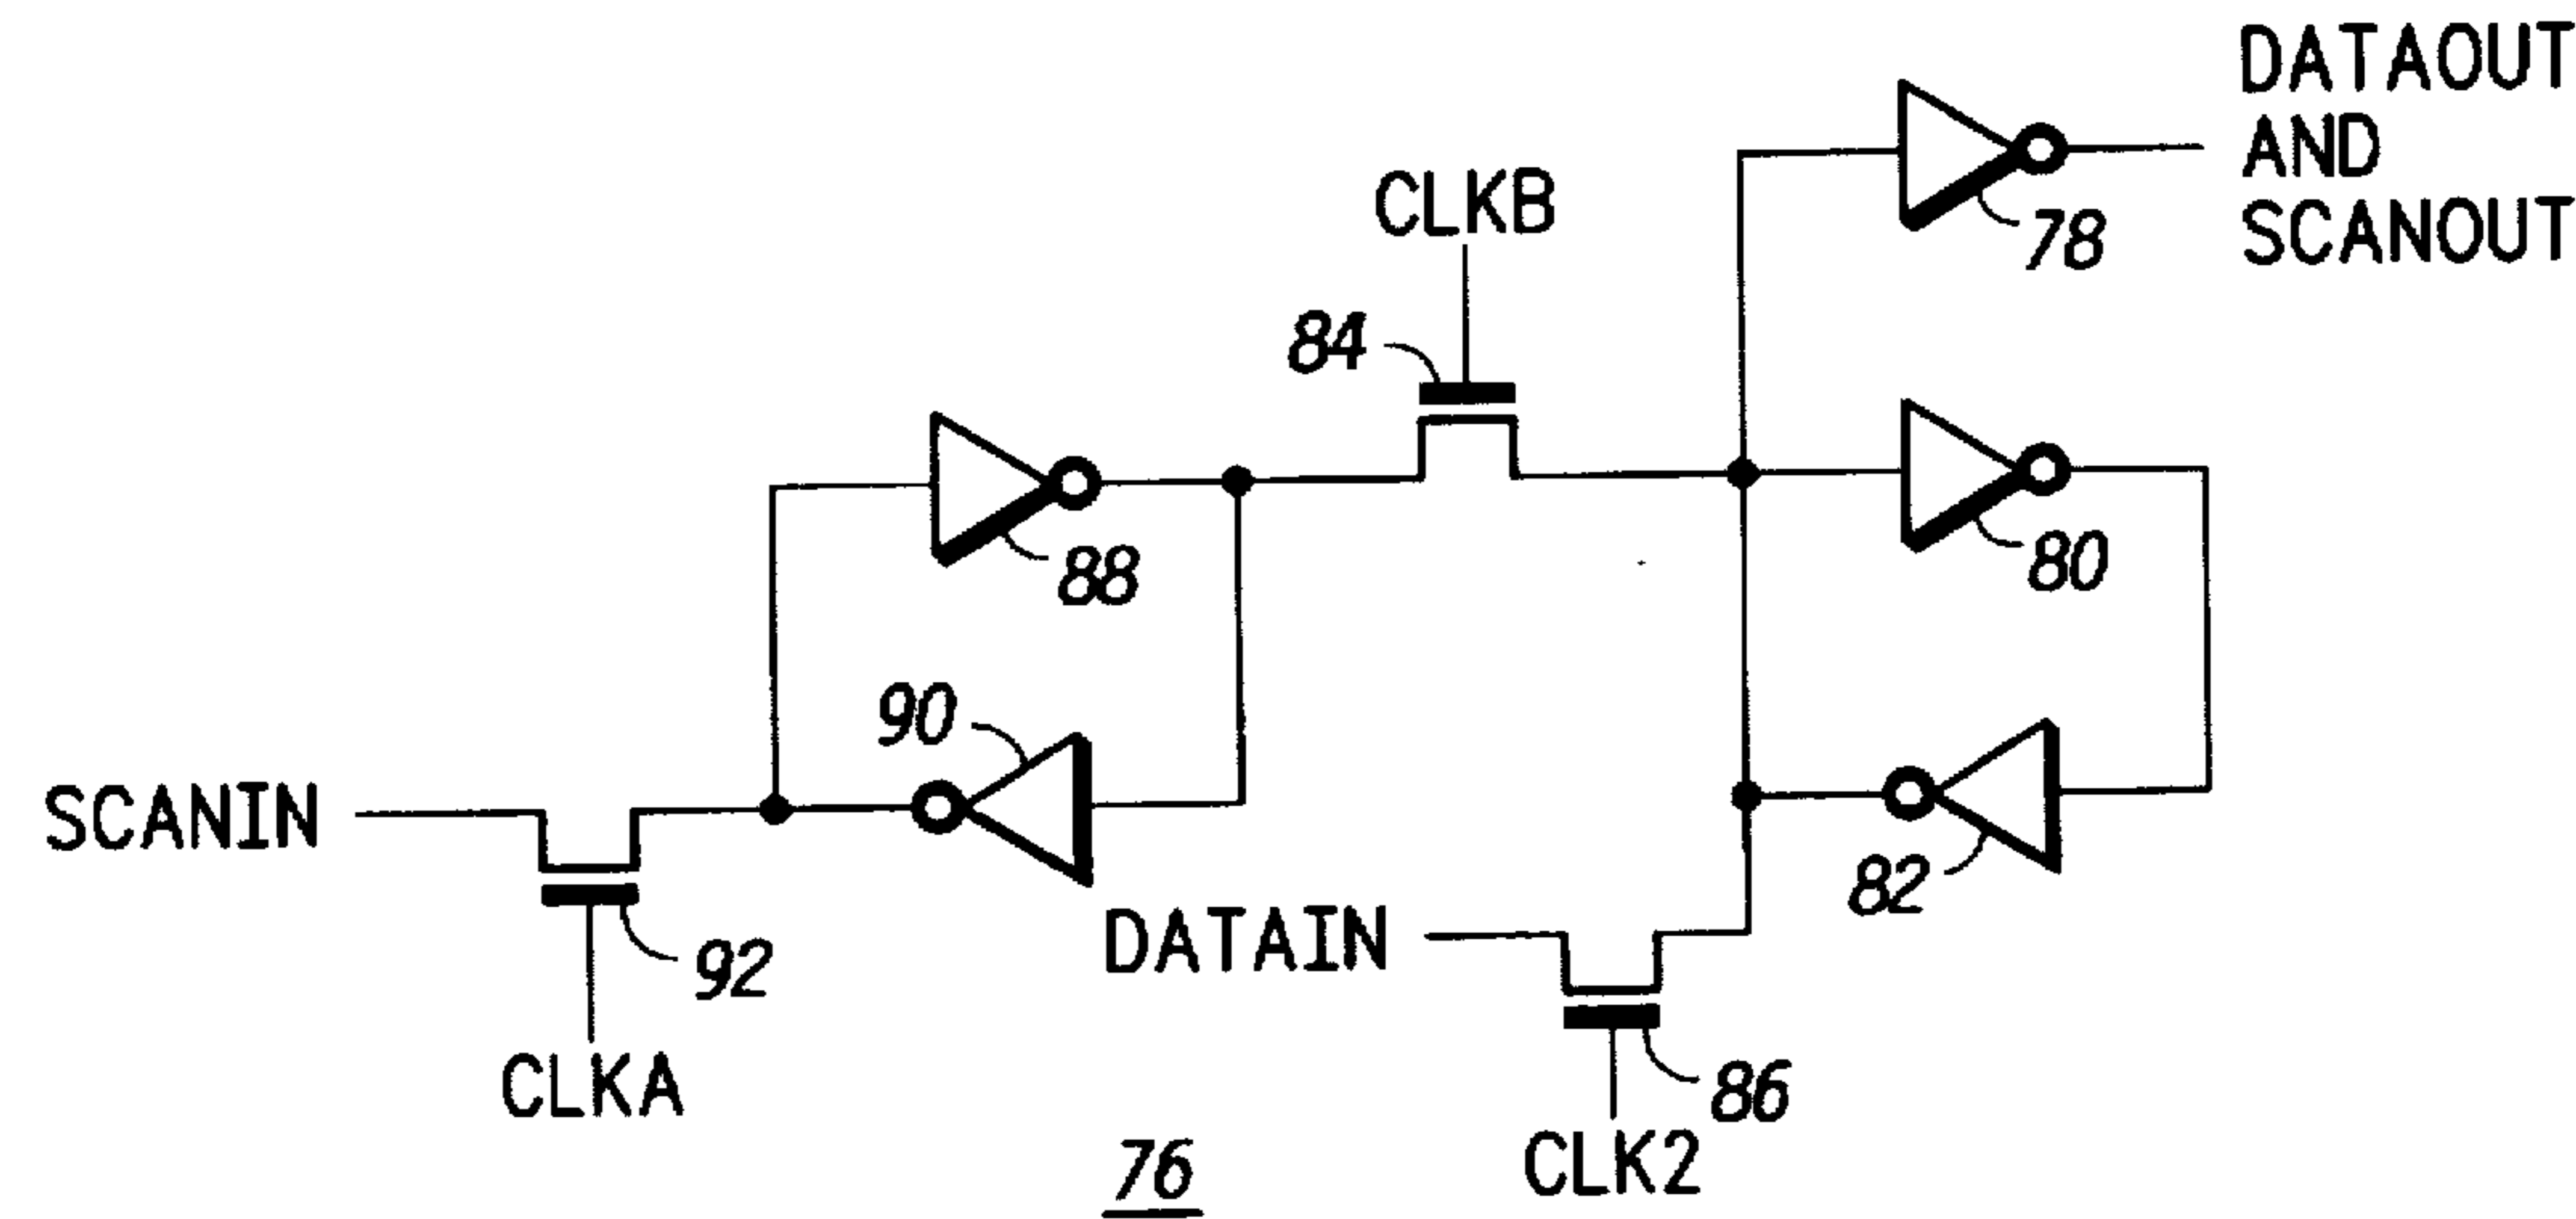 DATAOUT
AND
SCANOUT
78
CLKB
84
88
80
90
SCANIN
82
92
DATAIN
CLKA
86
CLK2
76